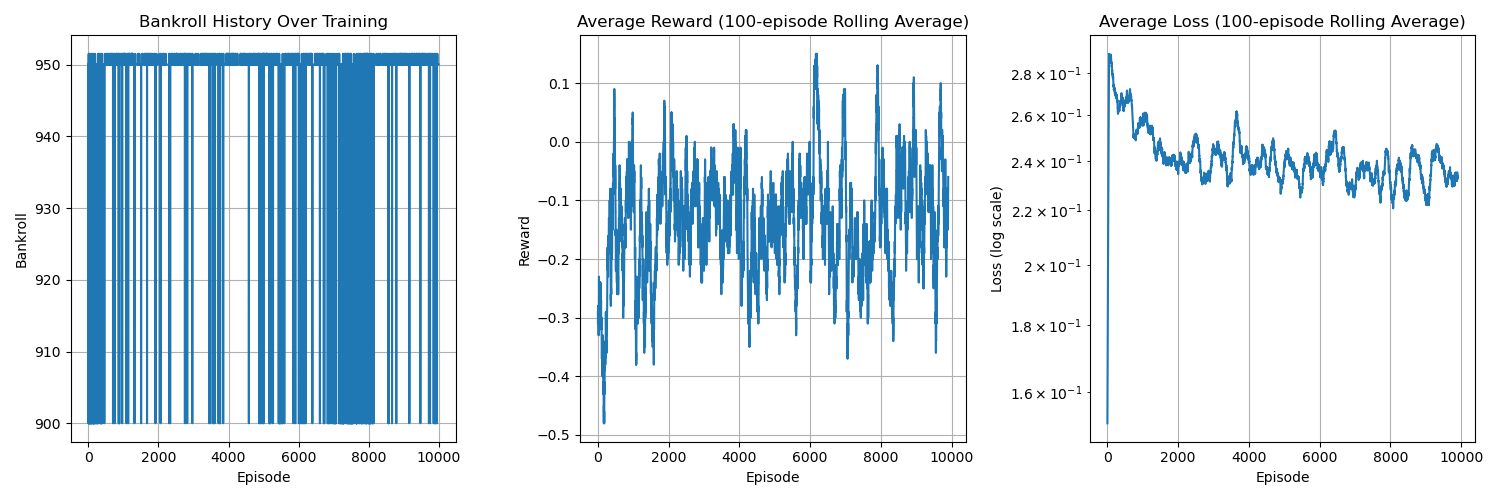 Bankroll History Over Training
950
940
930
920
910
900
Bankroll
0 2000 4000 6000 8000 10000
Episode
Average Reward (100-episode Rolling Average)
0.1
0.0
−0.1
−0.2
−0.3
−0.4
−0.5
Reward
0 2000 4000 6000 8000 10000
Episode
Average Loss (100-episode Rolling Average)
2.8 × 10⁻¹
2.6 × 10⁻¹
2.4 × 10⁻¹
2.2 × 10⁻¹
2 × 10⁻¹
1.8 × 10⁻¹
1.6 × 10⁻¹
Loss (log scale)
0 2000 4000 6000 8000 10000
Episode